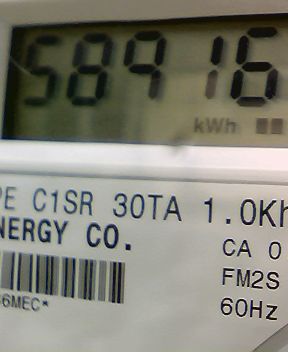 58916
kWh
PE C1SR 30TA 1.0Kh
NERGY CO.
CA 0
FM2S
6MEC*
60Hz